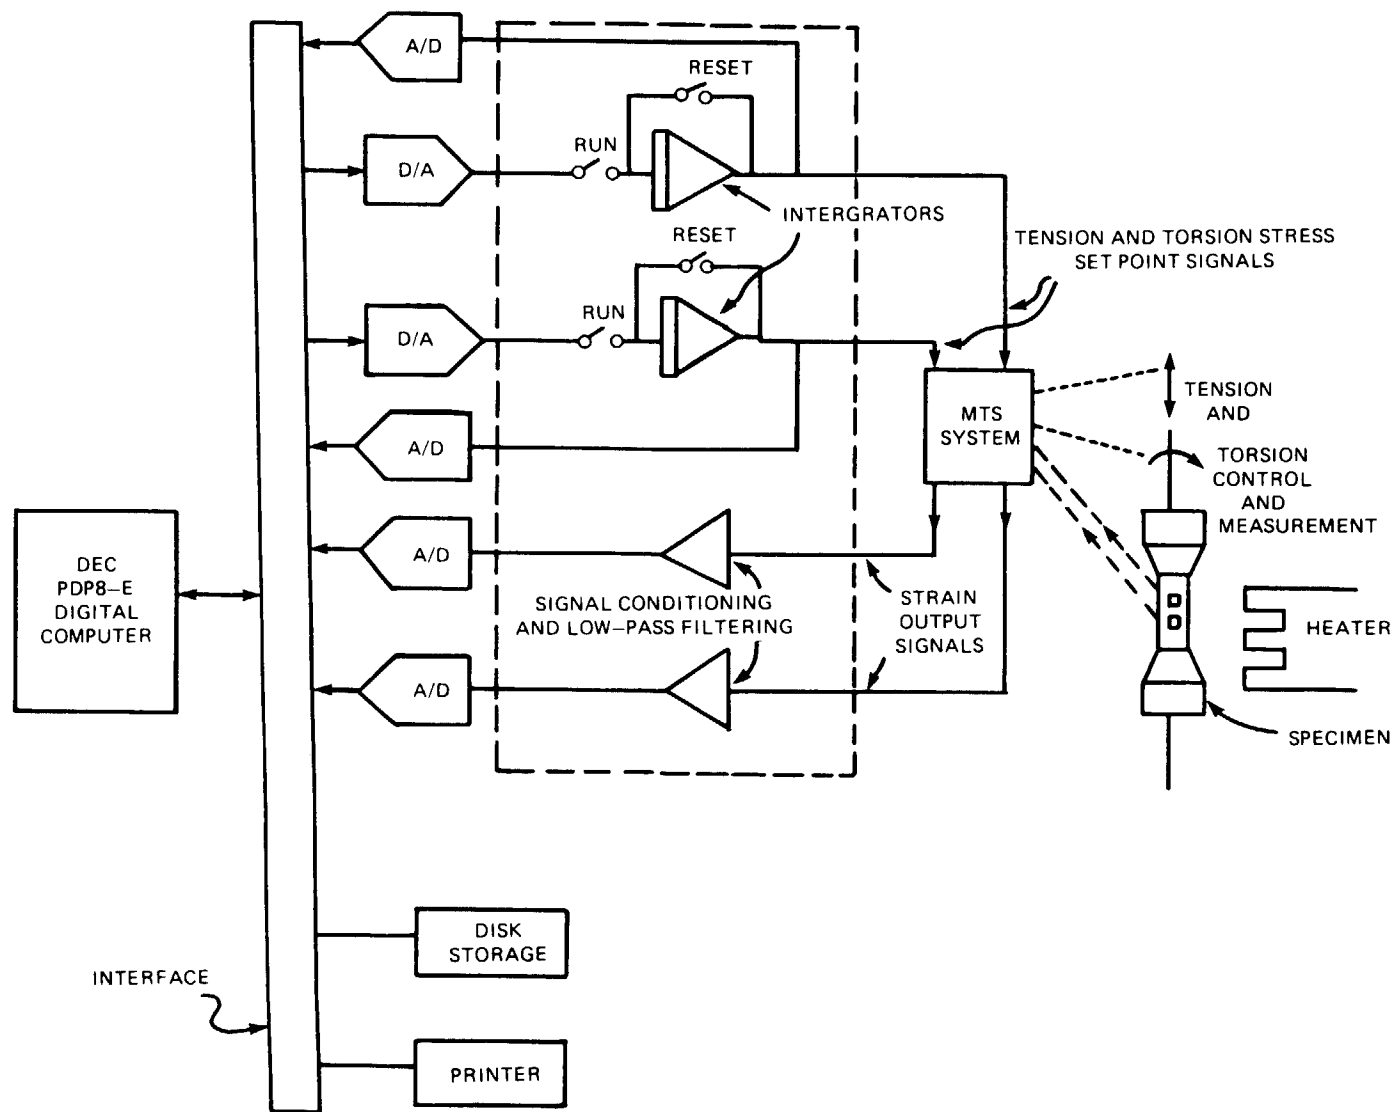 A/D
RESET
RUN
D/A
INTERGRATORS
RESET
TENSION AND TORSION STRESS
SET POINT SIGNALS
RUN
D/A
MTS
SYSTEM
TENSION
AND
TORSION
CONTROL
AND
MEASUREMENT
A/D
A/D
DEC
PDP8-E
DIGITAL
COMPUTER
SIGNAL CONDITIONING
AND LOW-PASS FILTERING
STRAIN
OUTPUT
SIGNALS
HEATER
A/D
SPECIMEN
DISK
STORAGE
INTERFACE
PRINTER